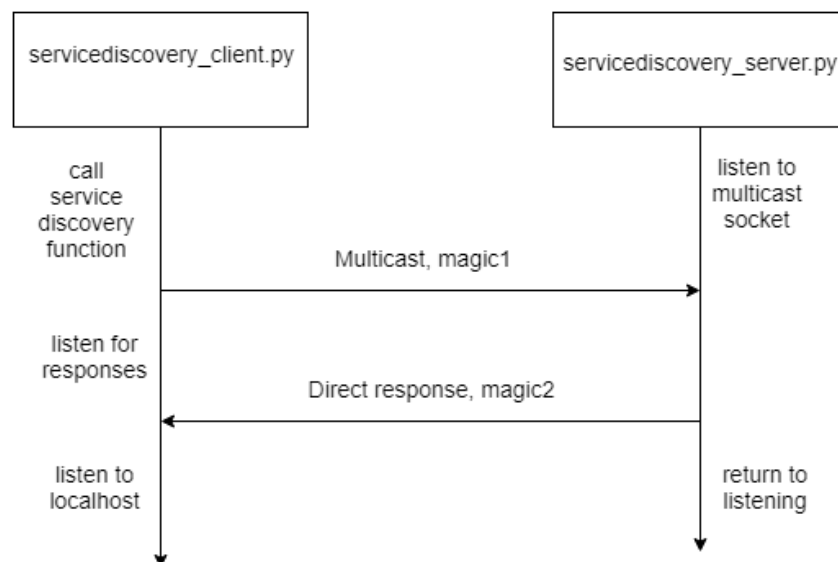 servicediscovery_client.py
servicediscovery_server.py
call
service
discovery
function
listen to
multicast
socket
Multicast, magic1
listen for
responses
Direct response, magic2
listen to
localhost
return to
listening